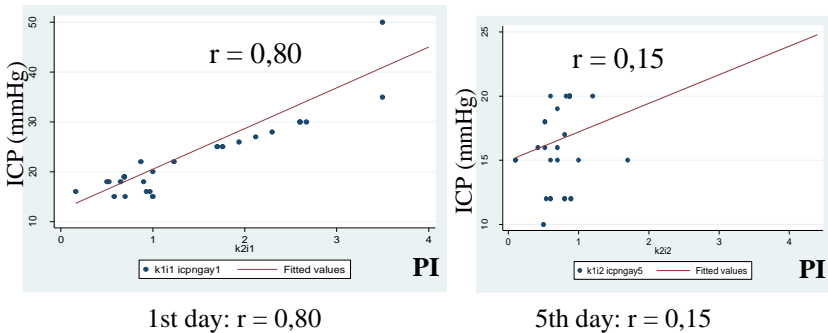 r = 0,80
ICP (mmHg)
50
40
30
20
10
0
1
2
3
4
k2i1
k1i1 icpngay1
Fitted values
PI
r = 0,15
ICP (mmHg)
25
20
15
10
0
1
2
3
4
k2i2
k1i2 icpngay5
Fitted values
PI
1st day: r = 0,80
5th day: r = 0,15